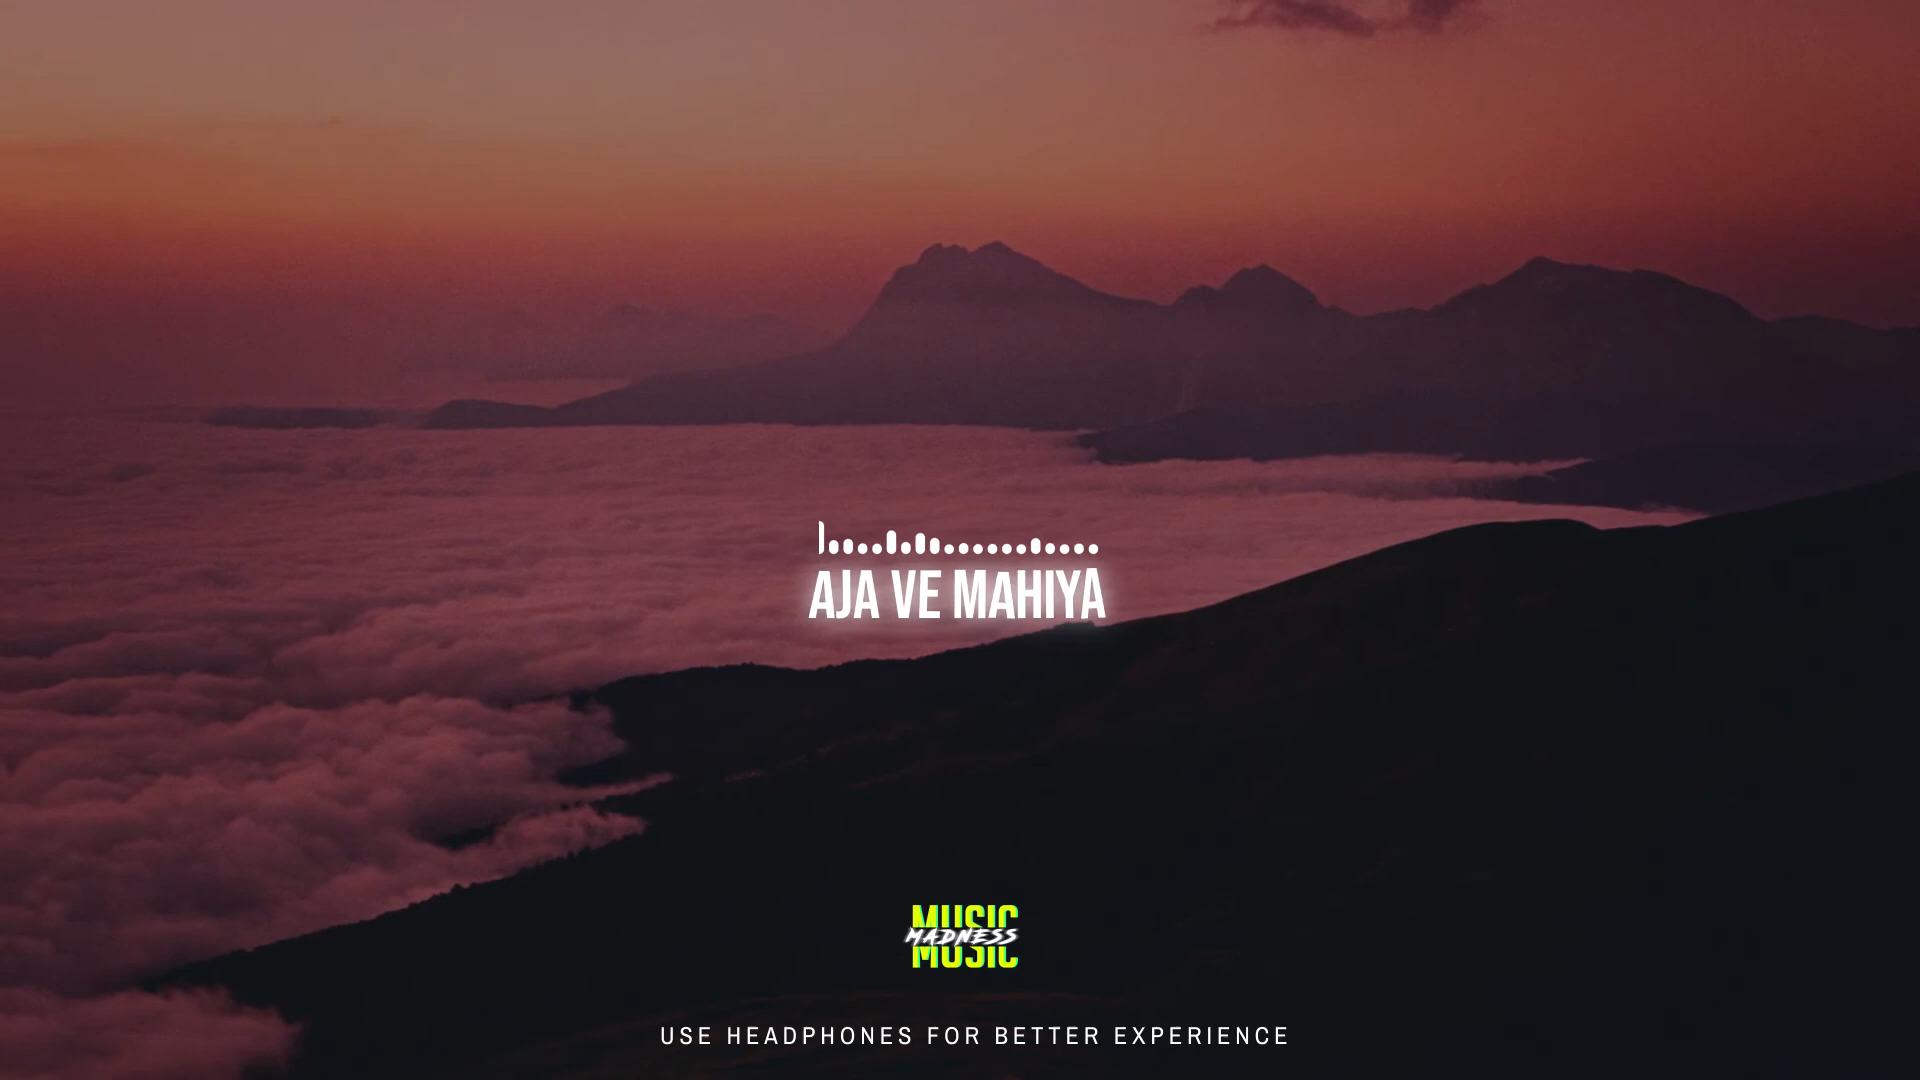 AJA VE MAHIYA
MUSIC
MADNESS
MUSIC
USE HEADPHONES FOR BETTER EXPERIENCE